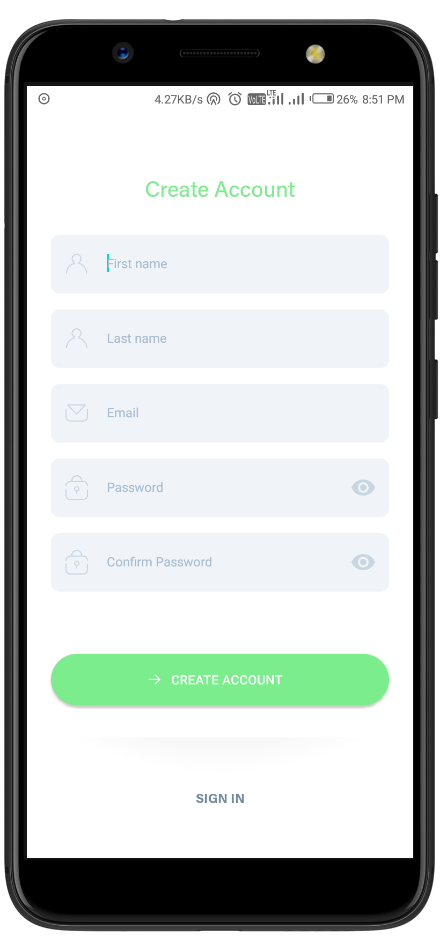 4.27KB/s VoLTE LTE 26% 8:51 PM
Create Account
First name
Last name
Email
Password
Confirm Password
CREATE ACCOUNT
SIGN IN